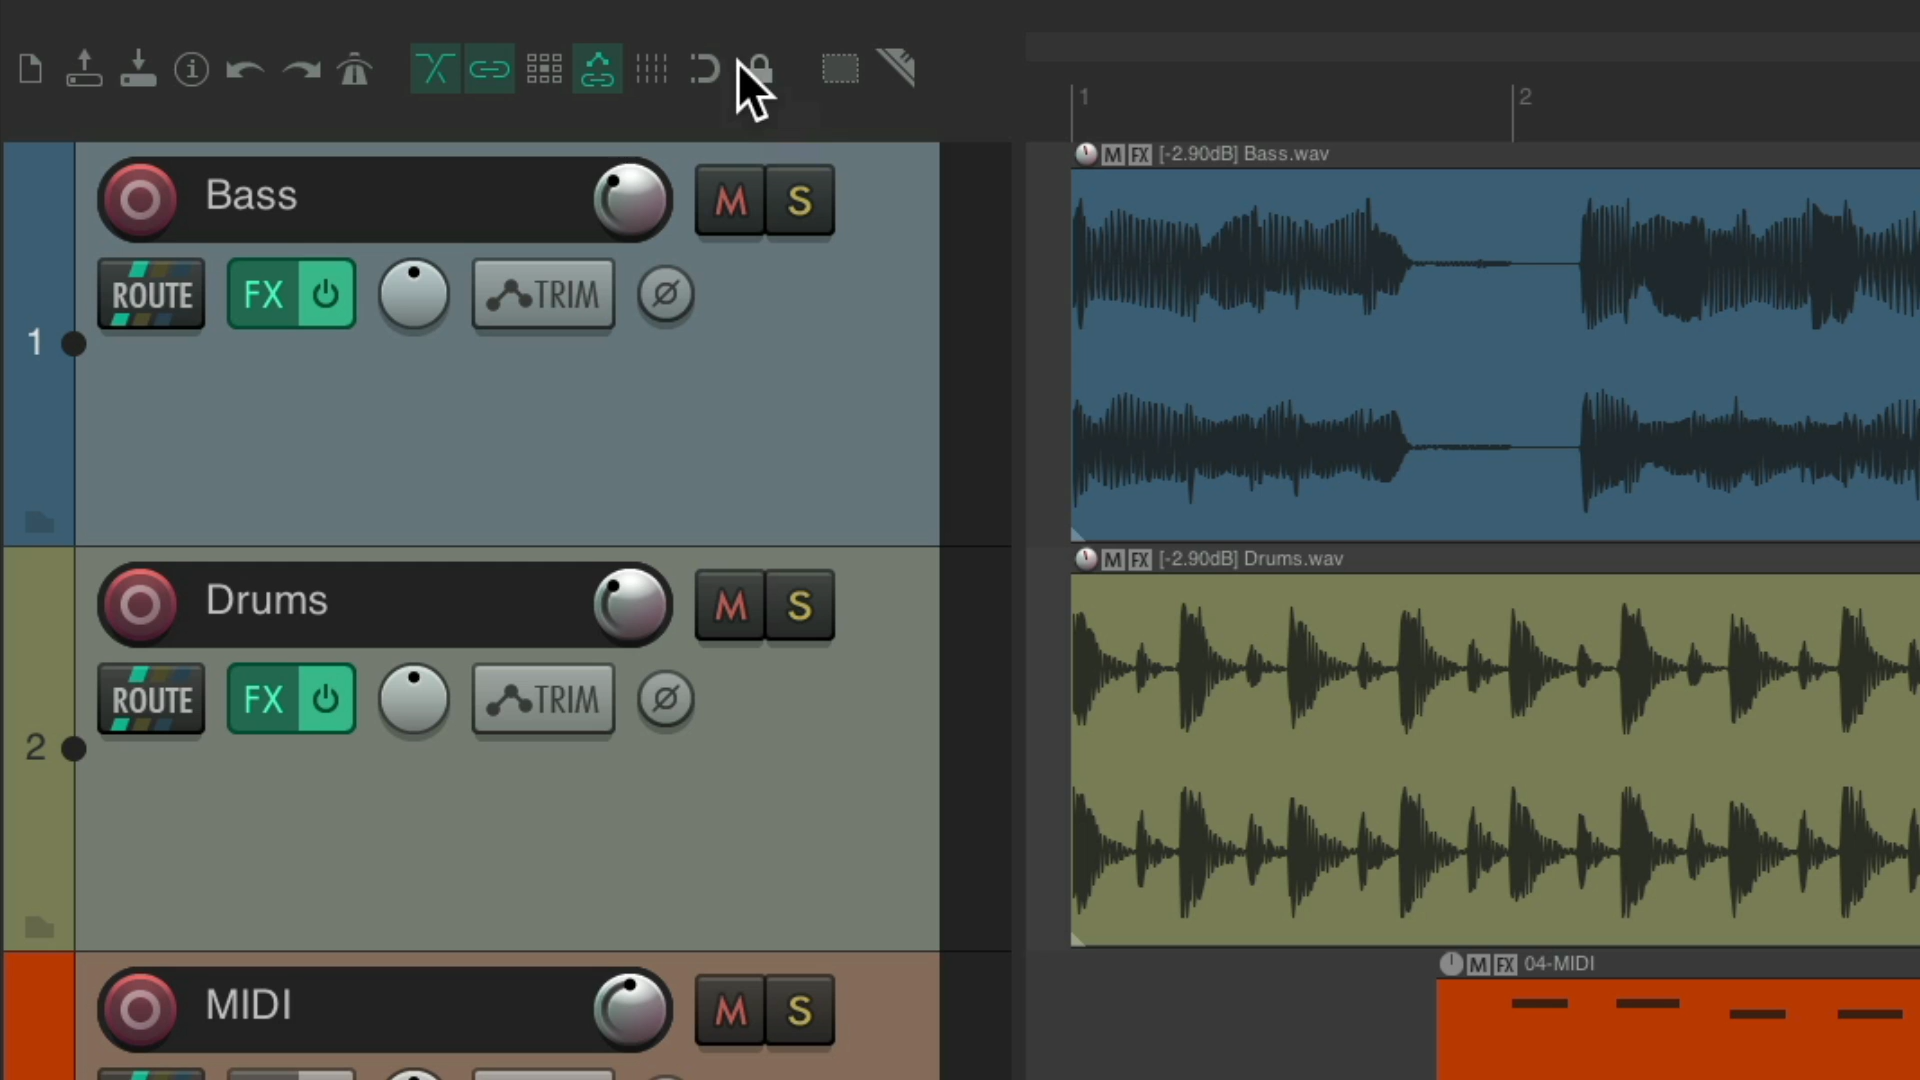 1 2
M FX [-2.90dB] Bass.wav
Bass M S
ROUTE FX TRIM
1
M FX [-2.90dB] Drums.wav
Drums M S
ROUTE FX TRIM
2
M FX 04-MIDI
MIDI M S